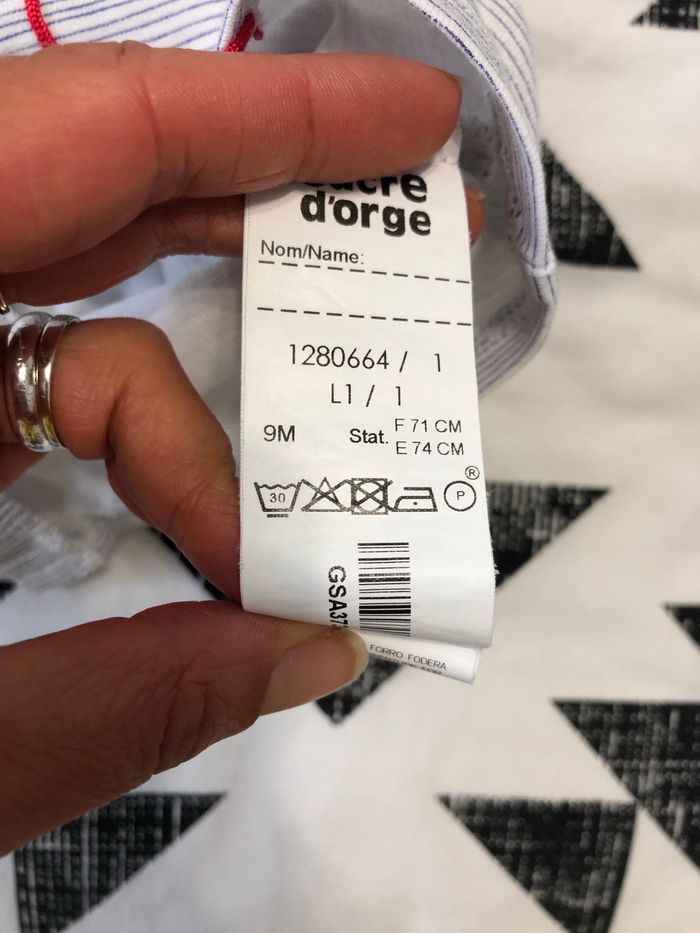 d'orge
Nom/Name:
1280664 / 1
L1 / 1
9M Stat. F 71 CM
E 74 CM
®
30 P
FORRO FODERA